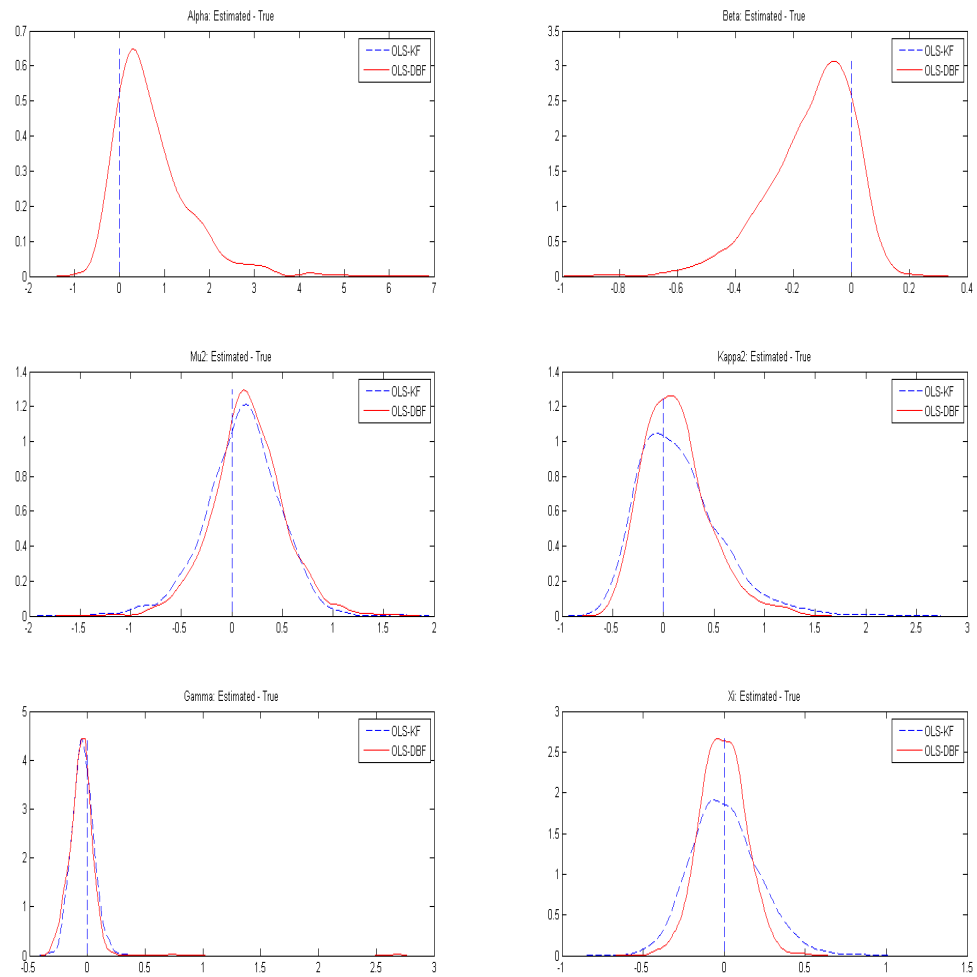 Alpha: Estimated - True
0.7
0.6
0.5
0.4
0.3
0.2
0.1
0
-2 -1 0 1 2 3 4 5 6 7
OLS-KF
OLS-DBF
Beta: Estimated - True
3.5
3
2.5
2
1.5
1
0.5
0
-1 -0.8 -0.6 -0.4 -0.2 0 0.2 0.4
OLS-KF
OLS-DBF
Mu2: Estimated - True
1.4
1.2
1
0.8
0.6
0.4
0.2
0
-2 -1.5 -1 -0.5 0 0.5 1 1.5 2
OLS-KF
OLS-DBF
Kappa2: Estimated - True
1.4
1.2
1
0.8
0.6
0.4
0.2
0
-1 -0.5 0 0.5 1 1.5 2 2.5 3
OLS-KF
OLS-DBF
Gamma: Estimated - True
5
4
3
2
1
0
-0.5 0 0.5 1 1.5 2 2.5 3
OLS-KF
OLS-DBF
Xi: Estimated - True
3
2.5
2
1.5
1
0.5
0
-1 -0.5 0 0.5 1 1.5
OLS-KF
OLS-DBF